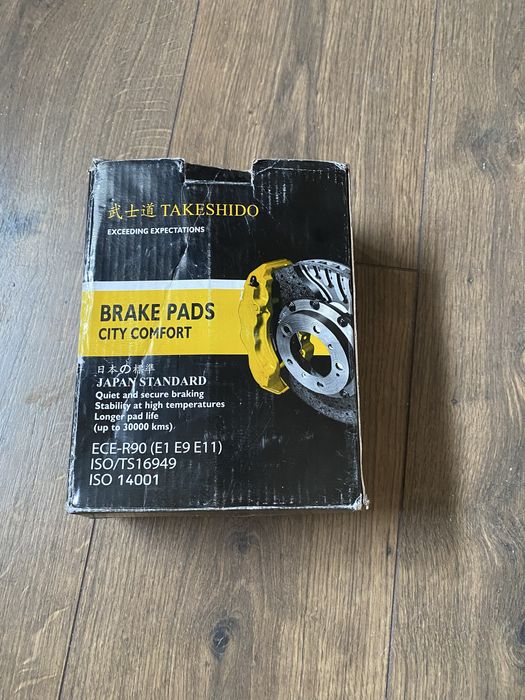 武士道 TAKESHIDO
EXCEEDING EXPECTATIONS
BRAKE PADS
CITY COMFORT
日本の標準
JAPAN STANDARD
Quiet and secure braking
Stability at high temperatures
Longer pad life
(up to 30000 kms)
ECE-R90 (E1 E9 E11)
ISO/TS16949
ISO 14001